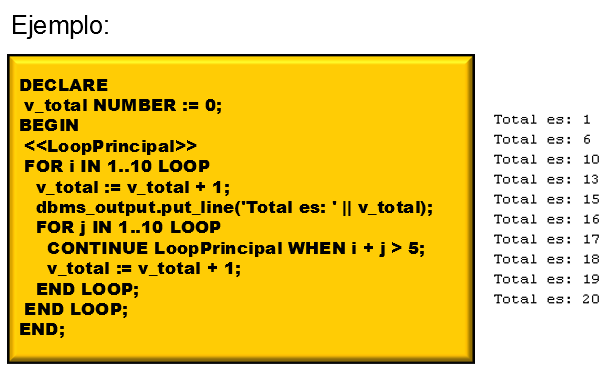 Ejemplo:
DECLARE
v_total NUMBER := 0;
BEGIN
<<LoopPrincipal>>
FOR i IN 1..10 LOOP
v_total := v_total + 1;
dbms_output.put_line('Total es: ' || v_total);
FOR j IN 1..10 LOOP
CONTINUE LoopPrincipal WHEN i + j > 5;
v_total := v_total + 1;
END LOOP;
END LOOP;
END;
Total es: 1
Total es: 6
Total es: 10
Total es: 13
Total es: 15
Total es: 16
Total es: 17
Total es: 18
Total es: 19
Total es: 20